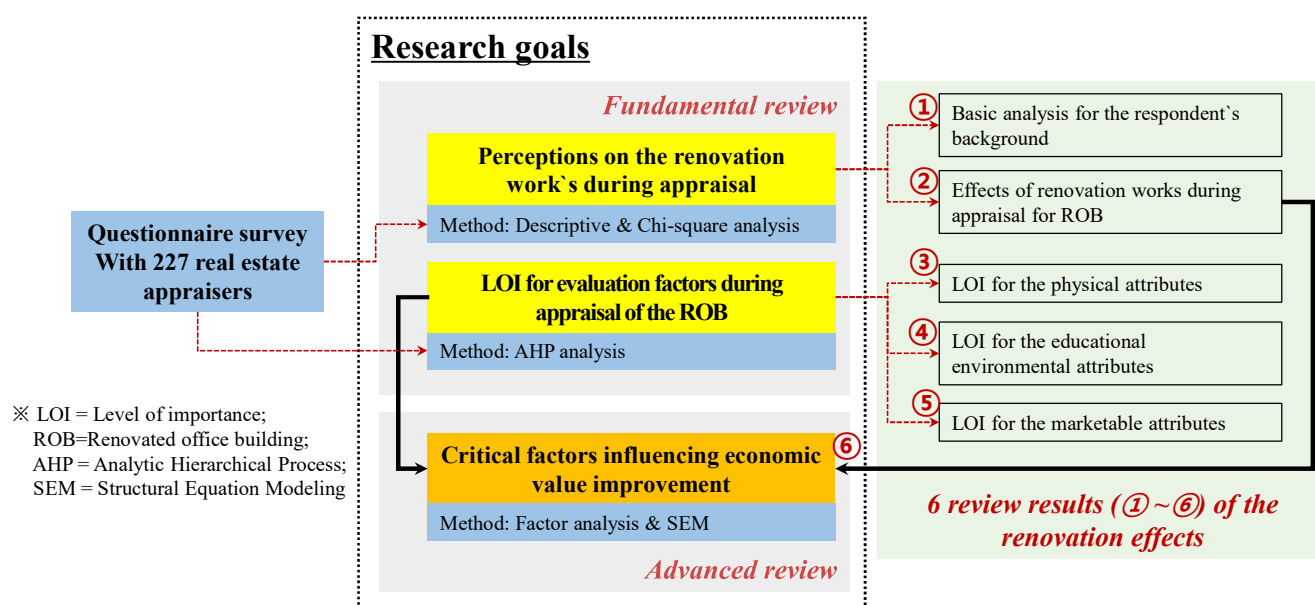 Research goals
Fundamental review
Perceptions on the renovation
work`s during appraisal
Method: Descriptive & Chi-square analysis
Questionnaire survey
With 227 real estate
appraisers
LOI for evaluation factors during
appraisal of the ROB
Method: AHP analysis
※ LOI = Level of importance;
ROB=Renovated office building;
AHP = Analytic Hierarchical Process;
SEM = Structural Equation Modeling
Critical factors influencing economic
value improvement
⑥
Method: Factor analysis & SEM
Advanced review
①
Basic analysis for the respondent`s
background
②
Effects of renovation works during
appraisal for ROB
③
LOI for the physical attributes
④
LOI for the educational
environmental attributes
⑤
LOI for the marketable attributes
6 review results (①~⑥) of the
renovation effects